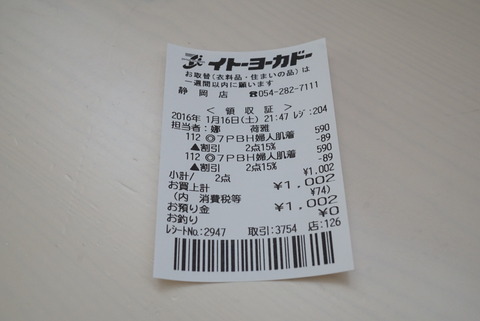 イトーヨーカドー
お取替(衣料品・住まいの品)は
一週間以内に願います
静岡店 ☎054-282-7111
<領収証>
2016年 1月16日(土) 21:47 レジ:204
担当者:娜 荷雅
112 ◎7PBH婦人肌着 590
▲割引 2点15% -89
112 ◎7PBH婦人肌着 590
▲割引 2点15% -89
小計/ 2点 ¥1,002
お買上計 ¥1,002
(内 消費税等 ¥74)
お預り金 ¥1,002
お釣り ¥0
レシートNo:2947 取引:3754 店:126